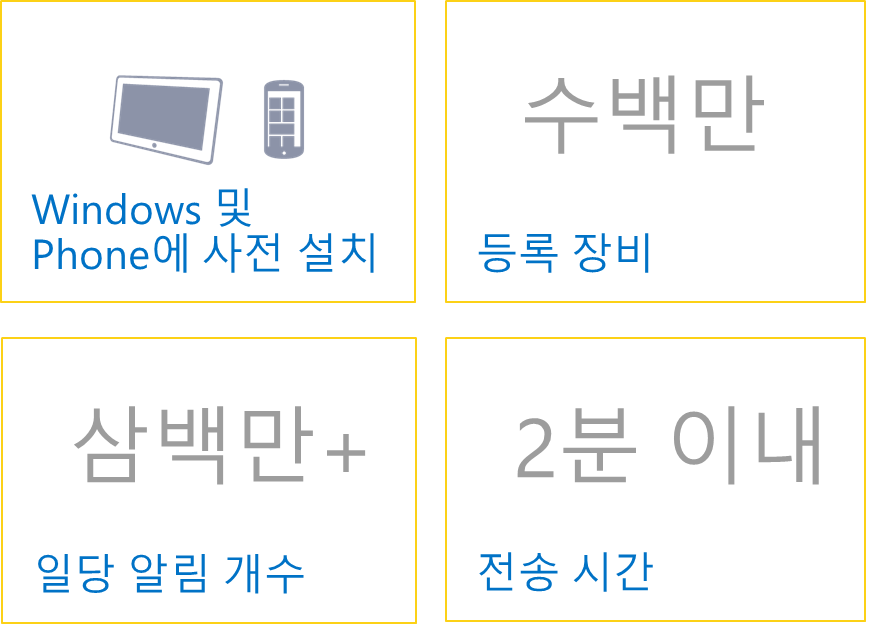 Windows 및
Phone에 사전 설치
수백만
등록 장비
삼백만+
일당 알림 개수
2분 이내
전송 시간